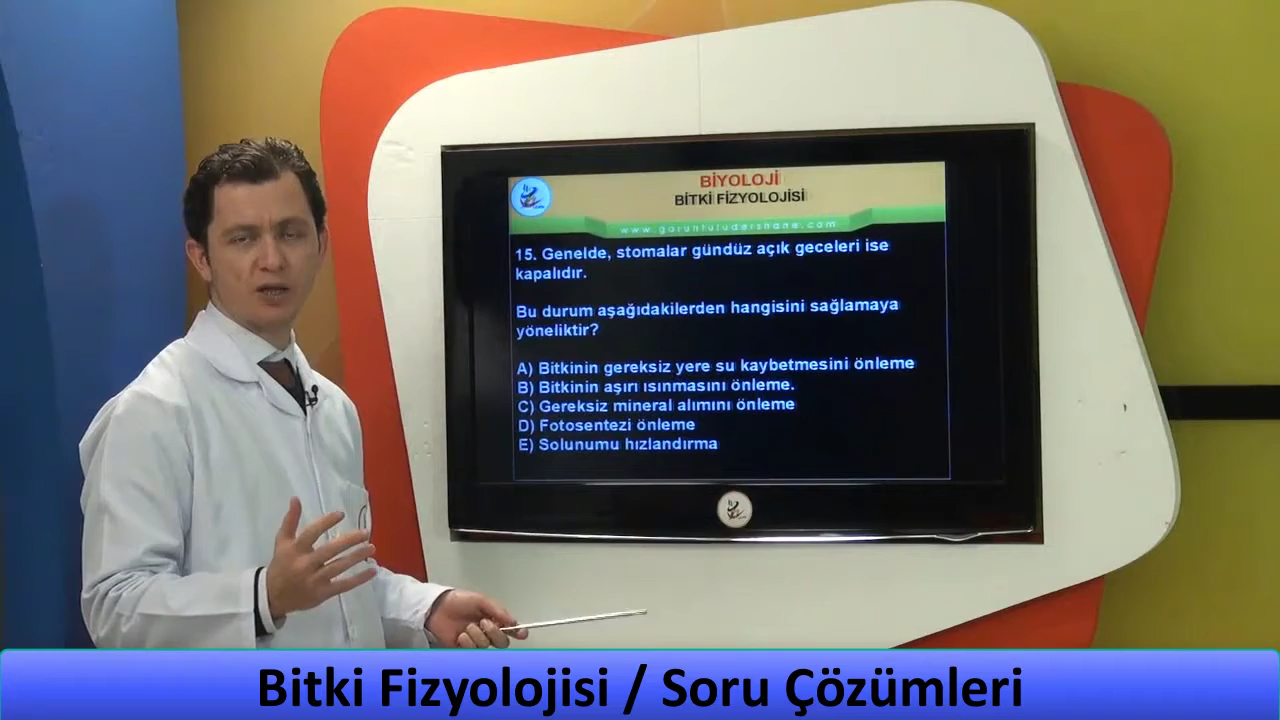 BİYOLOJİ
BİTKİ FİZYOLOJİSİ
www.goruntuludershane.com
15. Genelde, stomalar gündüz açık geceleri ise
kapalıdır.
Bu durum aşağıdakilerden hangisini sağlamaya
yöneliktir?
A) Bitkinin gereksiz yere su kaybetmesini önleme
B) Bitkinin aşırı ısınmasını önleme.
C) Gereksiz mineral alımını önleme
D) Fotosentezi önleme
E) Solunumu hızlandırma
Bitki Fizyolojisi / Soru Çözümleri